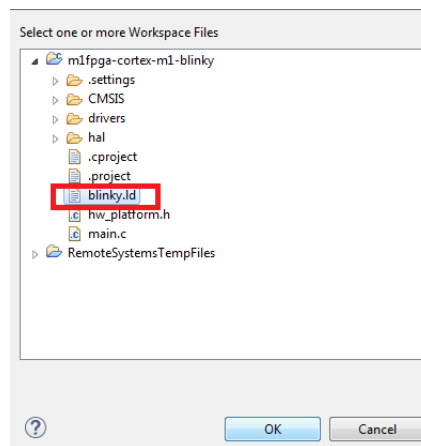 Select one or more Workspace Files
m1fpga-cortex-m1-blinky
.settings
CMSIS
drivers
hal
.cproject
.project
blinky.ld
hw_platform.h
main.c
RemoteSystemsTempFiles
?
OK
Cancel